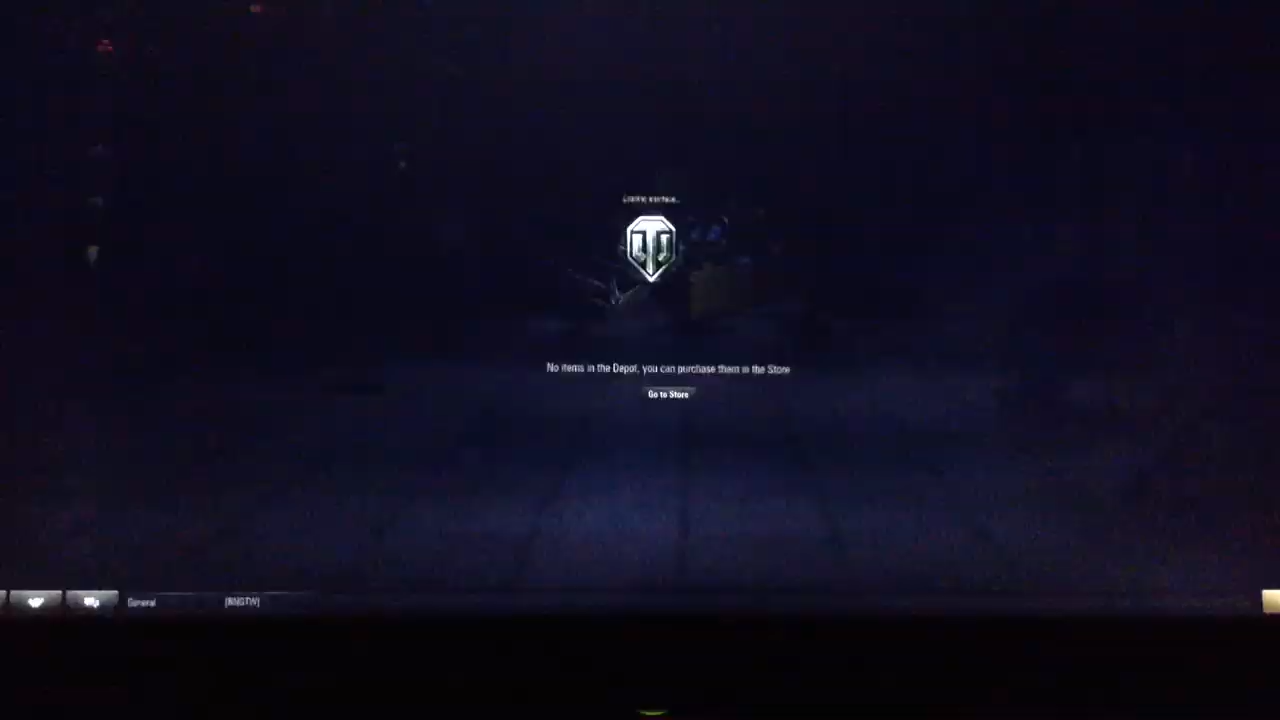 No items in the Depot, you can purchase them in the Store
Go to Store
General